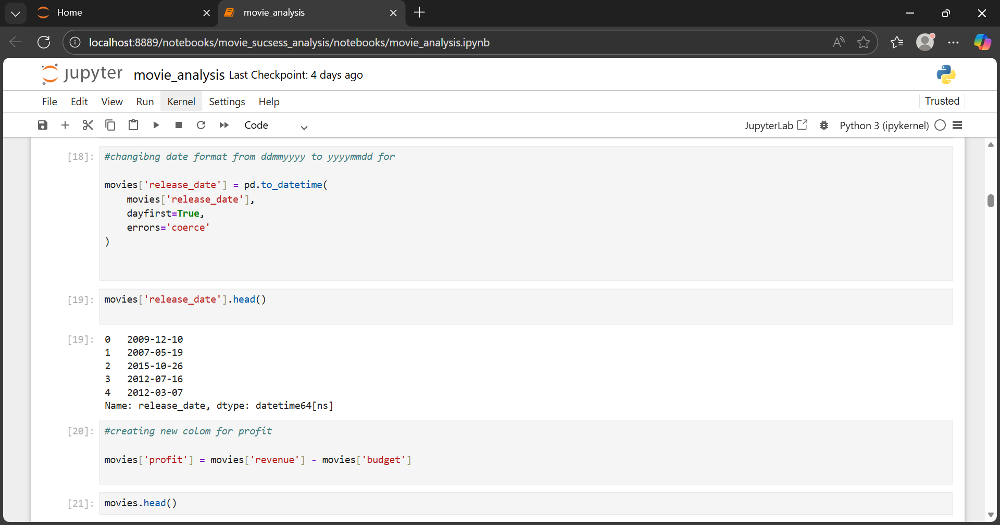 Home
movie_analysis
localhost:8889/notebooks/movie_sucsess_analysis/notebooks/movie_analysis.ipynb
jupyter movie_analysis Last Checkpoint: 4 days ago
File Edit View Run Kernel Settings Help Trusted
Code JupyterLab Python 3 (ipykernel)
[18]: #changibng date format from ddmmyyyy to yyyymmdd for
movies['release_date'] = pd.to_datetime(
    movies['release_date'],
    dayfirst=True,
    errors='coerce'
)
[19]: movies['release_date'].head()
[19]: 0   2009-12-10
1   2007-05-19
2   2015-10-26
3   2012-07-16
4   2012-03-07
Name: release_date, dtype: datetime64[ns]
[20]: #creating new colom for profit
movies['profit'] = movies['revenue'] - movies['budget']
[21]: movies.head()